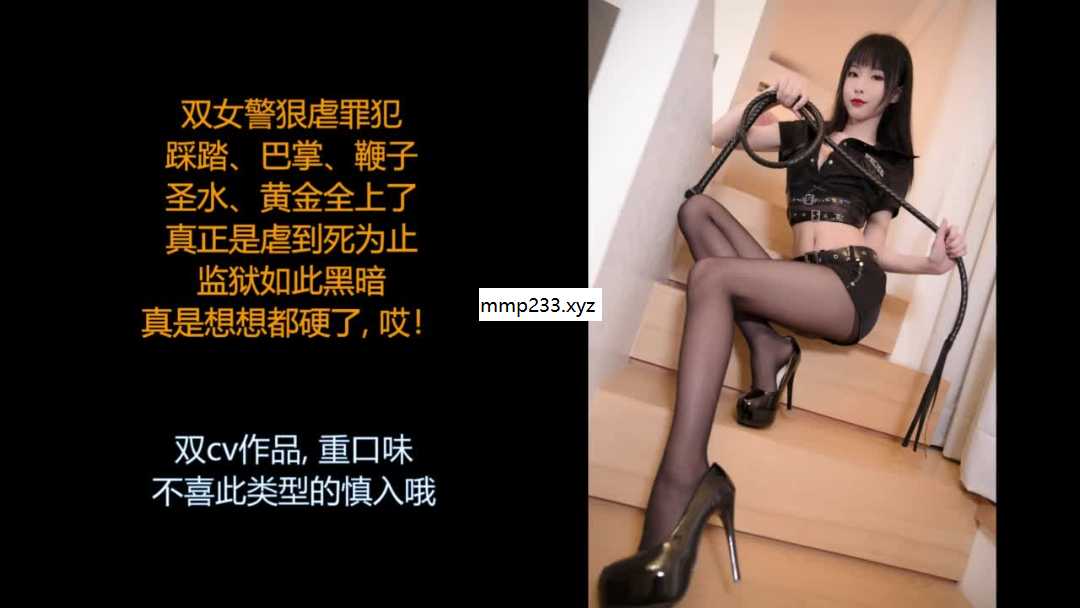 双女警狠虐罪犯
踩踏、巴掌、鞭子
圣水、黄金全上了
真正是虐到死为止
监狱如此黑暗
真是想想都硬了, 哎!
mmp233.xyz
双cv作品, 重口味
不喜此类型的慎入哦